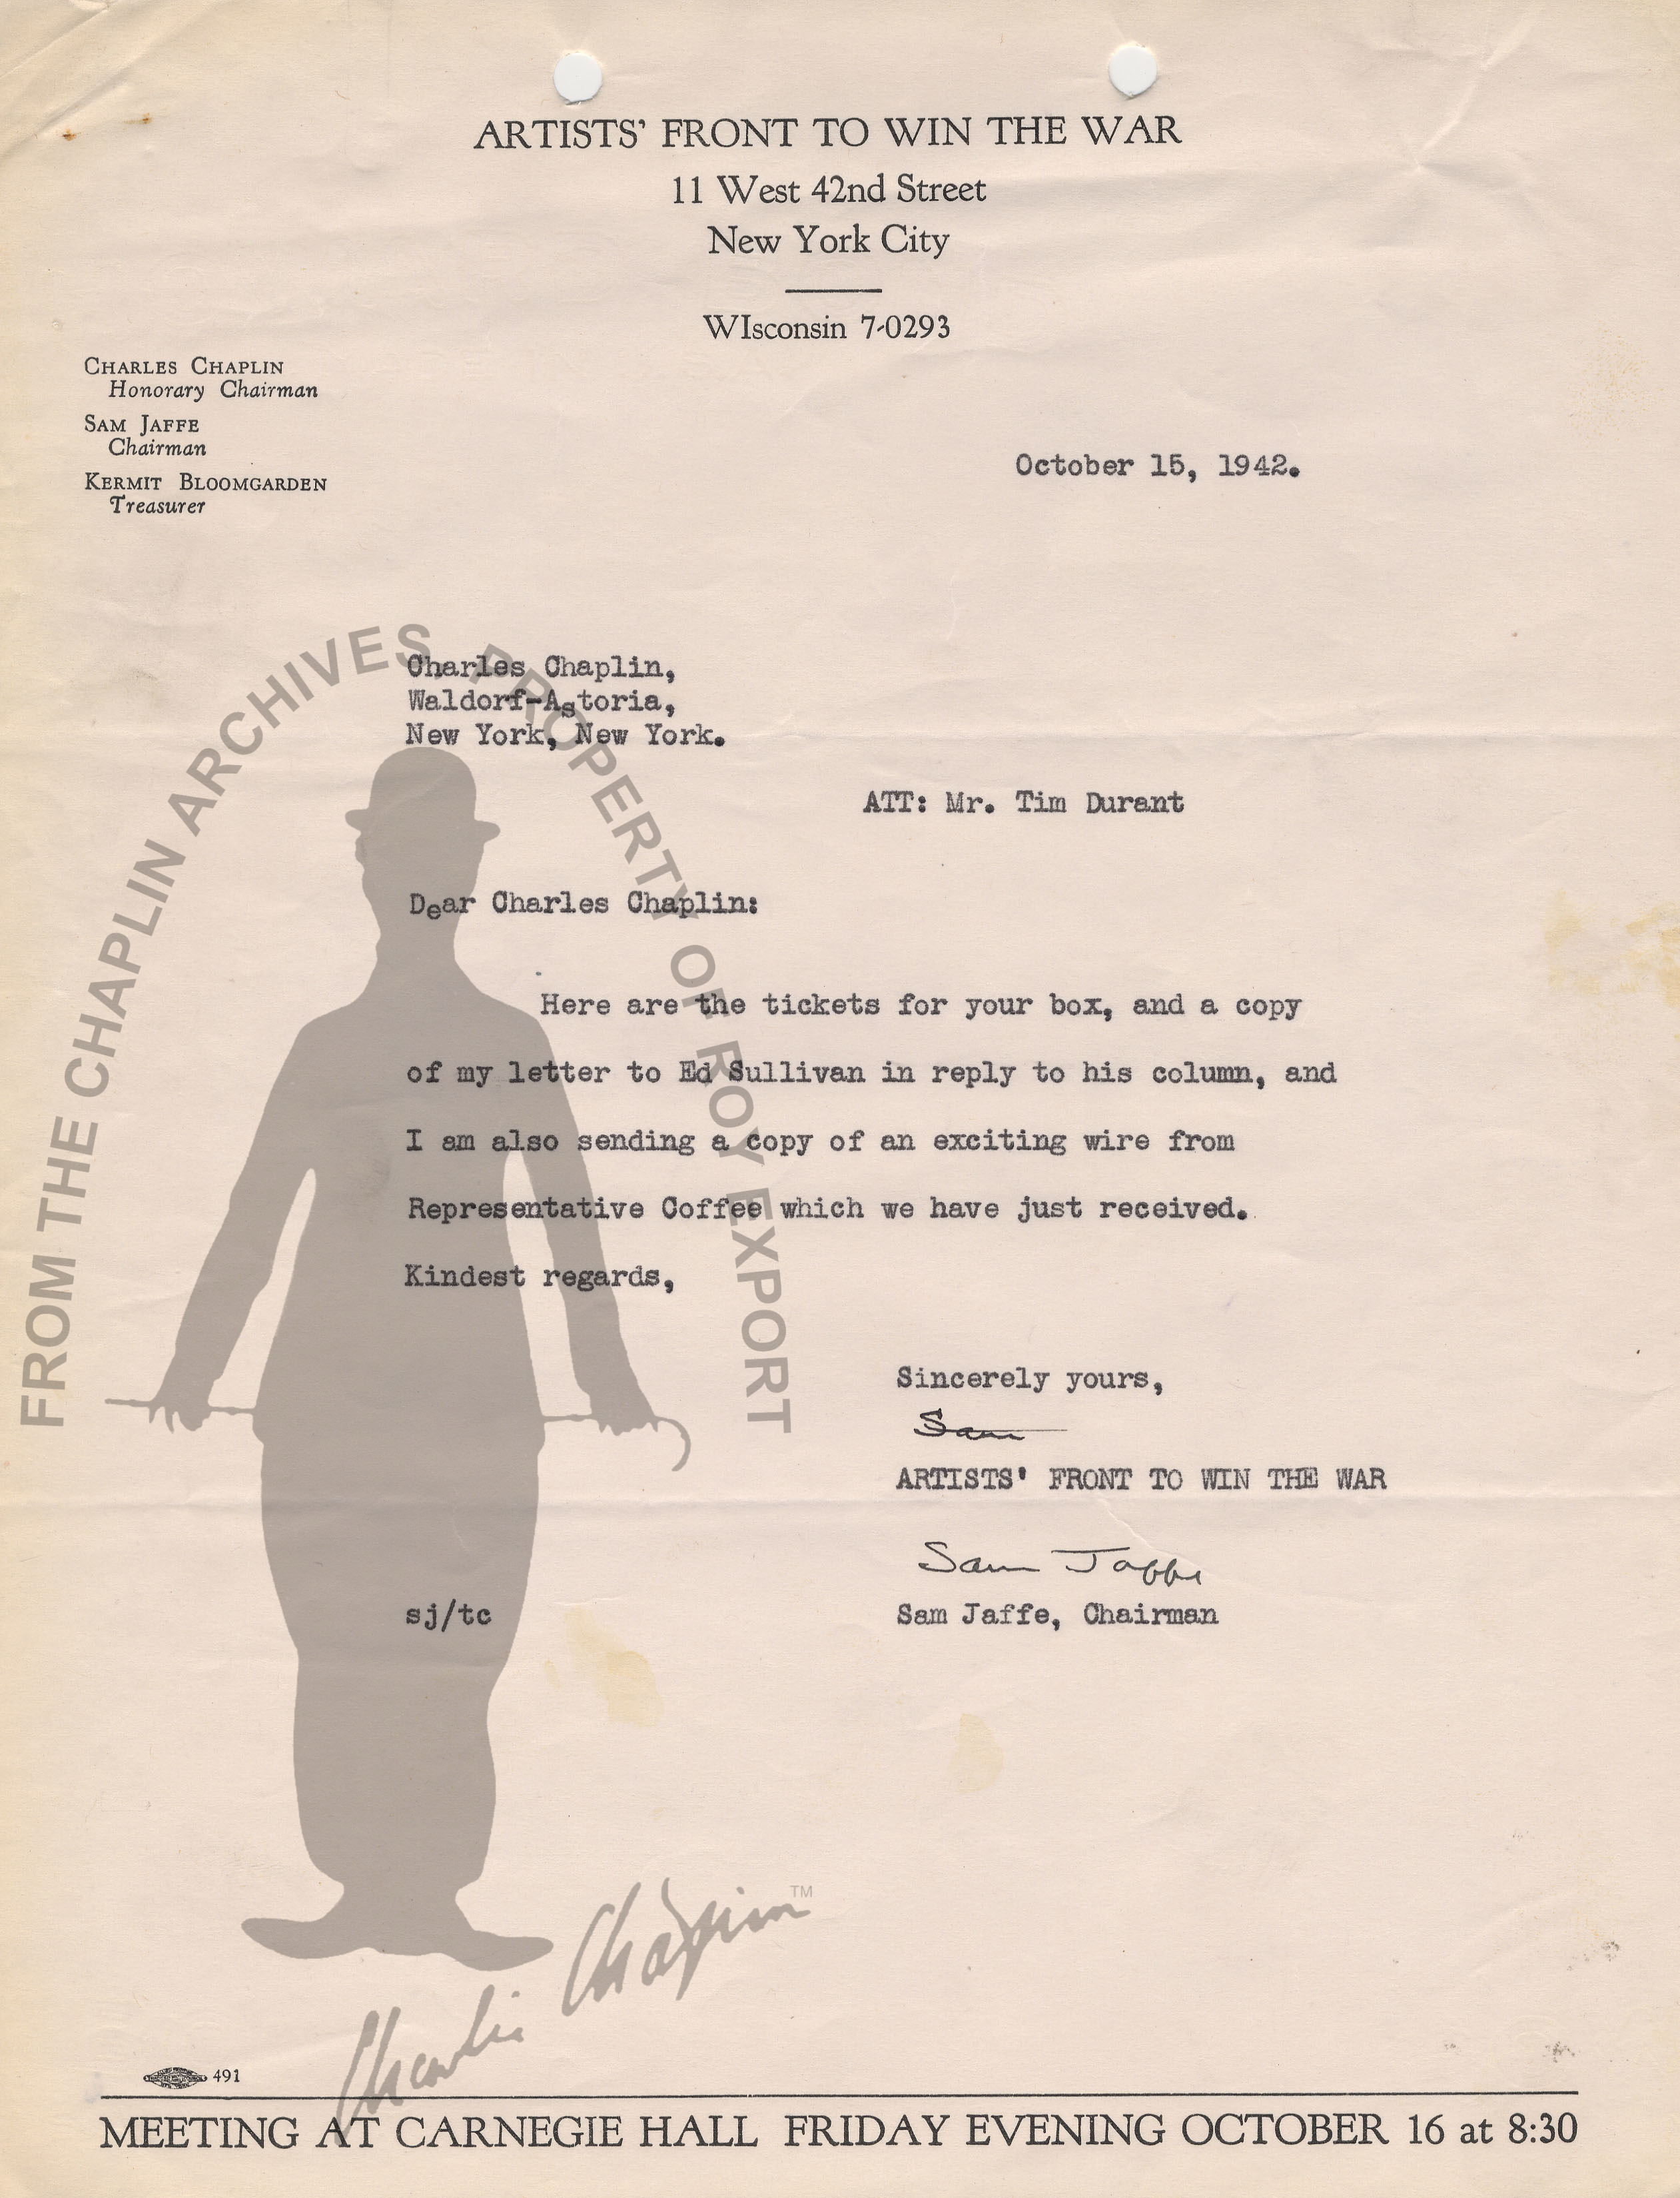 ARTISTS' FRONT TO WIN THE WAR
11 West 42nd Street
New York City
WIsconsin 7-0293
CHARLES CHAPLIN
Honorary Chairman
SAM JAFFE
Chairman
KERMIT BLOOMGARDEN
Treasurer
October 15, 1942.
Charles Chaplin,
Waldorf-Astoria,
New York, New York.
ATT: Mr. Tim Durant
Dear Charles Chaplin:
Here are the tickets for your box, and a copy
of my letter to Ed Sullivan in reply to his column, and
I am also sending a copy of an exciting wire from
Representative Coffee which we have just received.
Kindest regards,
Sincerely yours,
Sam
ARTISTS' FRONT TO WIN THE WAR
Sam Jaffe
sj/tc
Sam Jaffe, Chairman
FROM THE CHAPLIN ARCHIVES, PROPERTY OF ROY EXPORT
Charlie Chaplin TM
491
MEETING AT CARNEGIE HALL FRIDAY EVENING OCTOBER 16 at 8:30